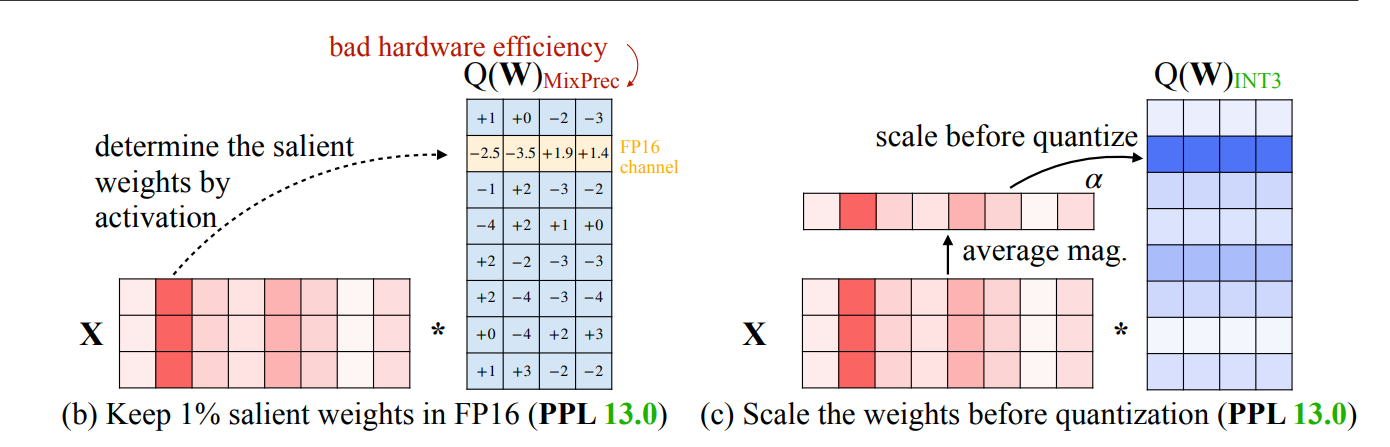 bad hardware efficiency
Q(W)MixPrec
determine the salient
weights by
activation
+1 +0 −2 −3
−2.5 −3.5 +1.9 +1.4
FP16
channel
−1 +2 −3 −2
−4 +2 +1 +0
+2 −2 −3 −3
+2 −4 −3 −4
+0 −4 +2 +3
+1 +3 −2 −2
X *
(b) Keep 1% salient weights in FP16 (PPL 13.0)
Q(W)INT3
scale before quantize
α
average mag.
X *
(c) Scale the weights before quantization (PPL 13.0)